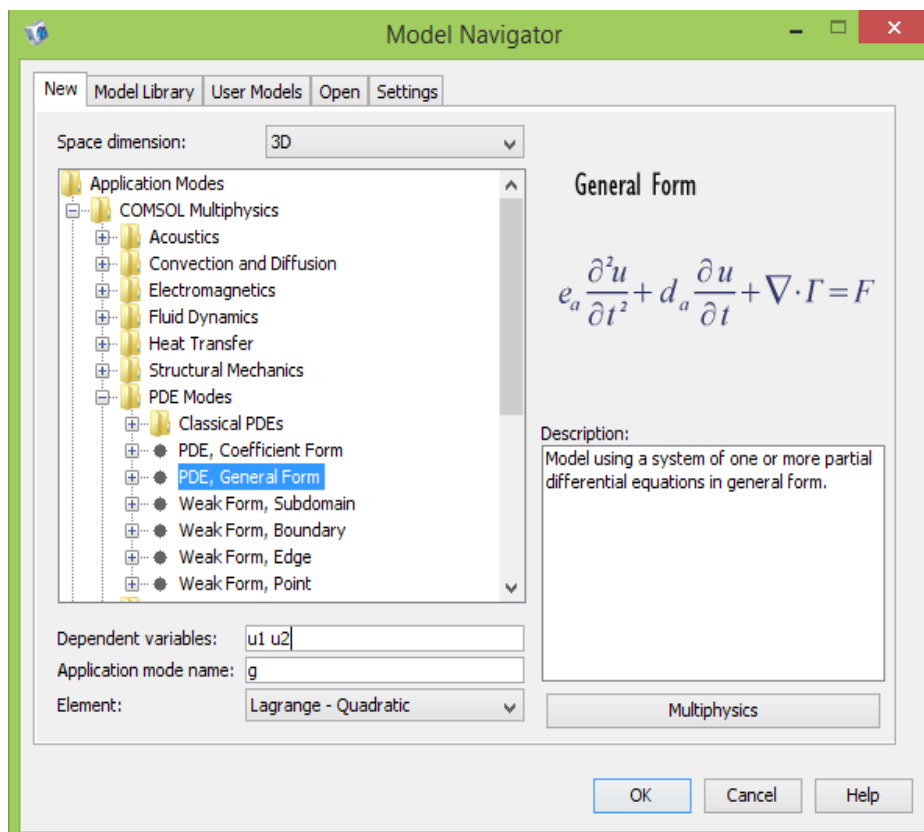 Model Navigator
New Model Library User Models Open Settings
Space dimension: 3D
Application Modes
COMSOL Multiphysics
Acoustics
Convection and Diffusion
Electromagnetics
Fluid Dynamics
Heat Transfer
Structural Mechanics
PDE Modes
Classical PDEs
PDE, Coefficient Form
PDE, General Form
Weak Form, Subdomain
Weak Form, Boundary
Weak Form, Edge
Weak Form, Point
Dependent variables: u1 u2
Application mode name: g
Element: Lagrange - Quadratic
General Form
e_a ∂²u/∂t² + d_a ∂u/∂t + ∇·Γ = F
Description:
Model using a system of one or more partial
differential equations in general form.
Multiphysics
OK Cancel Help